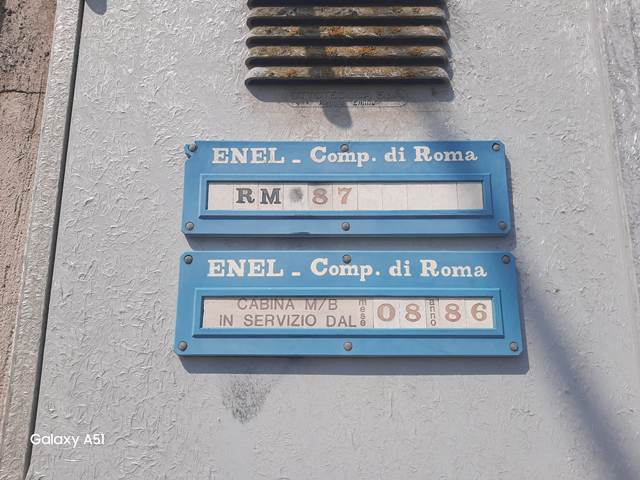 ENEL - Comp. di Roma
RM 87
ENEL - Comp. di Roma
CABINA M/B
IN SERVIZIO DAL mese 08 anno 86
Galaxy A51